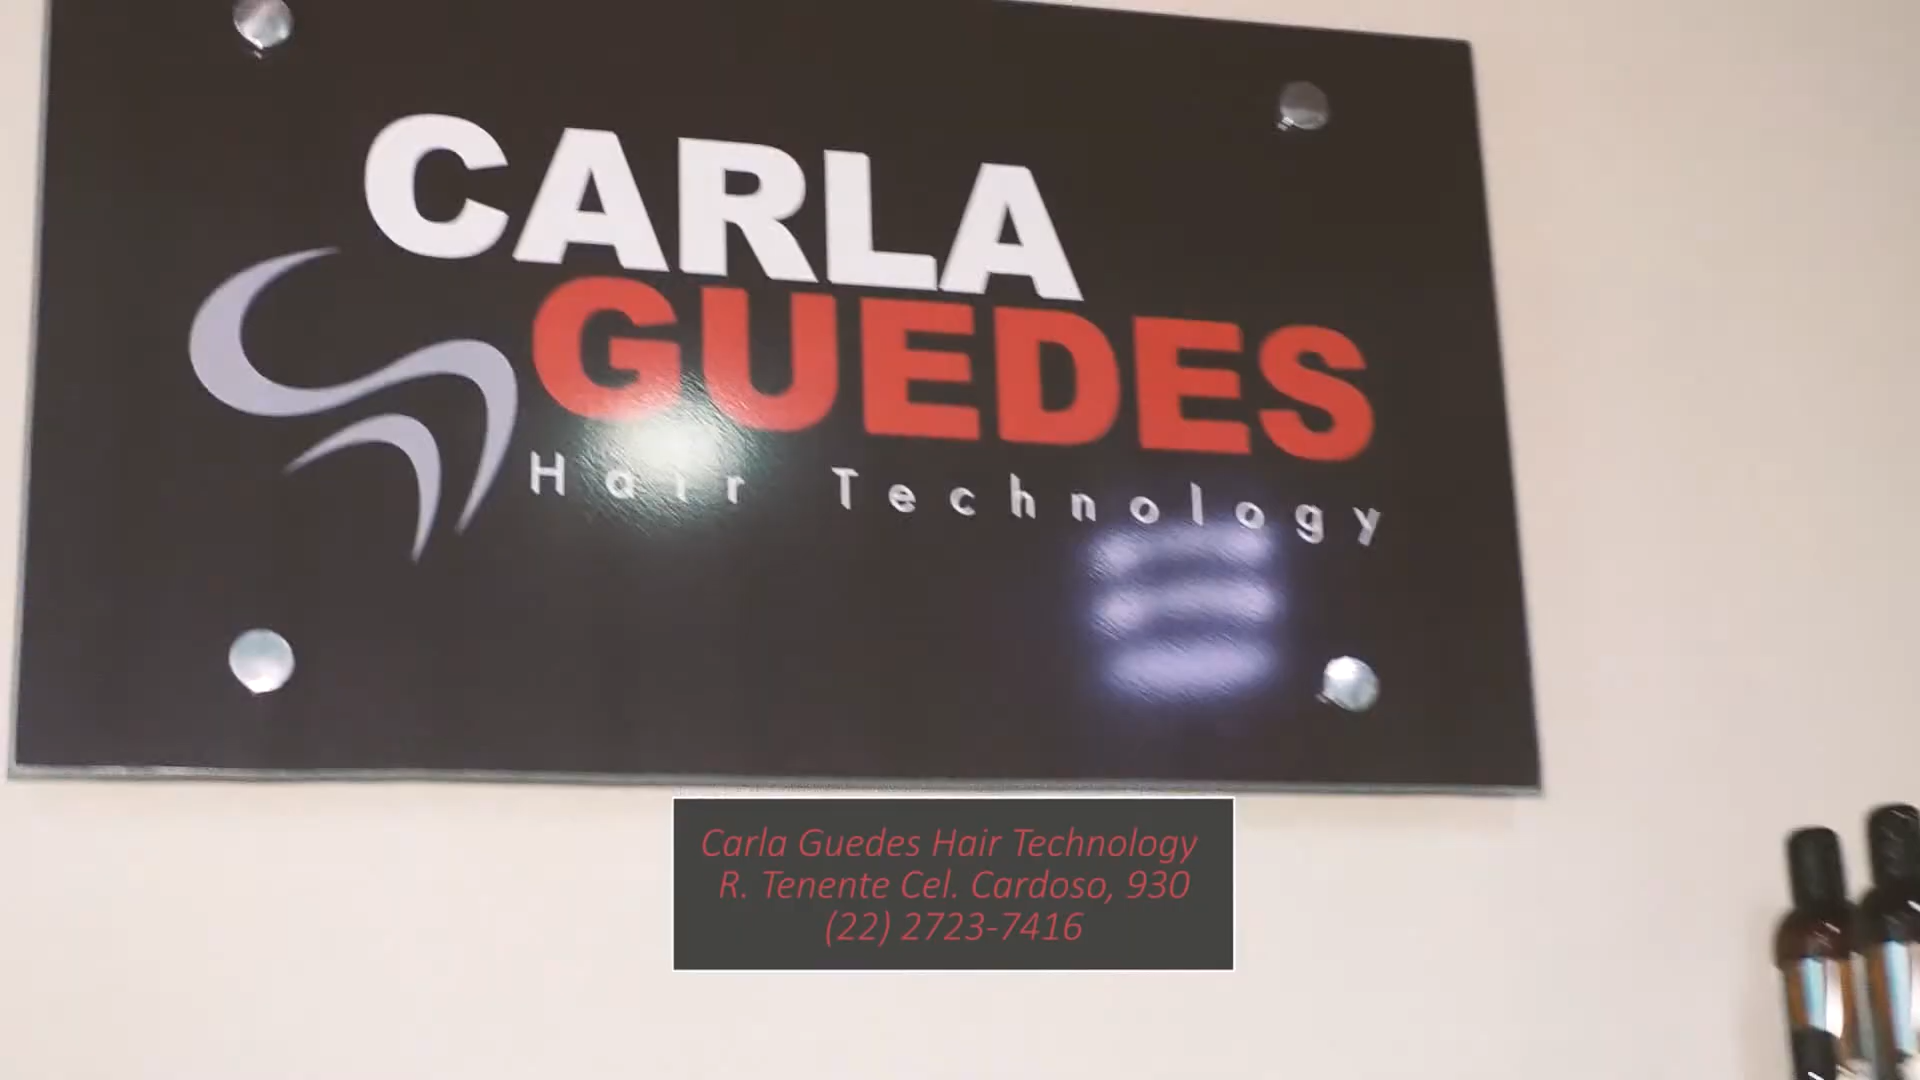 CARLA
GUEDES
Hair Technology
Carla Guedes Hair Technology
R. Tenente Cel. Cardoso, 930
(22) 2723-7416